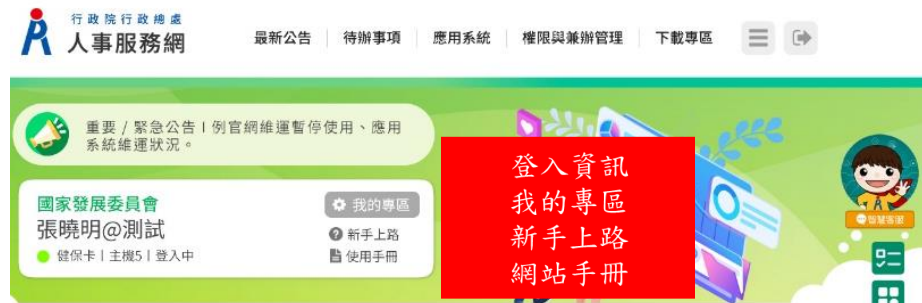 行政院行政總處
人事服務網
最新公告 | 待辦事項 | 應用系統 | 權限與兼辦管理 | 下載專區
重要 / 緊急公告 | 例官網維運暫停使用、應用
系統維運狀況。
國家發展委員會
我的專區
張曉明@測試
新手上路
健保卡 | 主機5 | 登入中
使用手冊
登入資訊
我的專區
新手上路
網站手冊
智慧客服